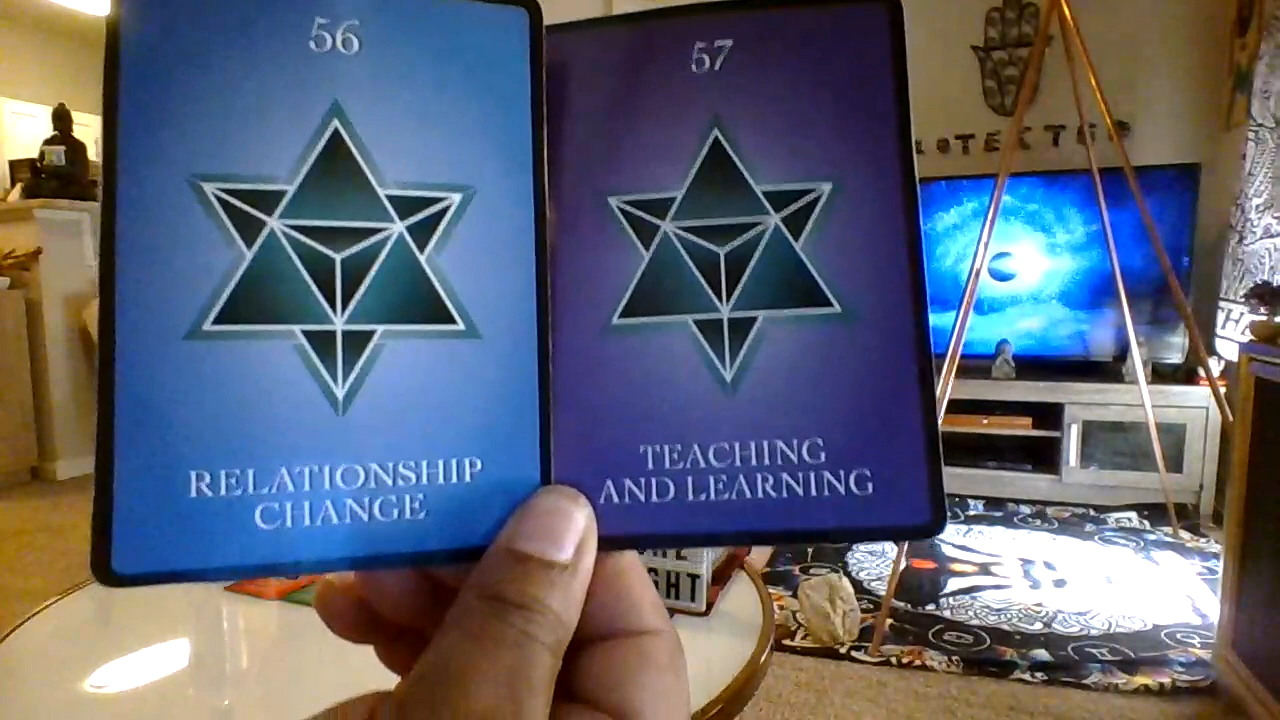 56
RELATIONSHIP
CHANGE
57
TEACHING
AND LEARNING